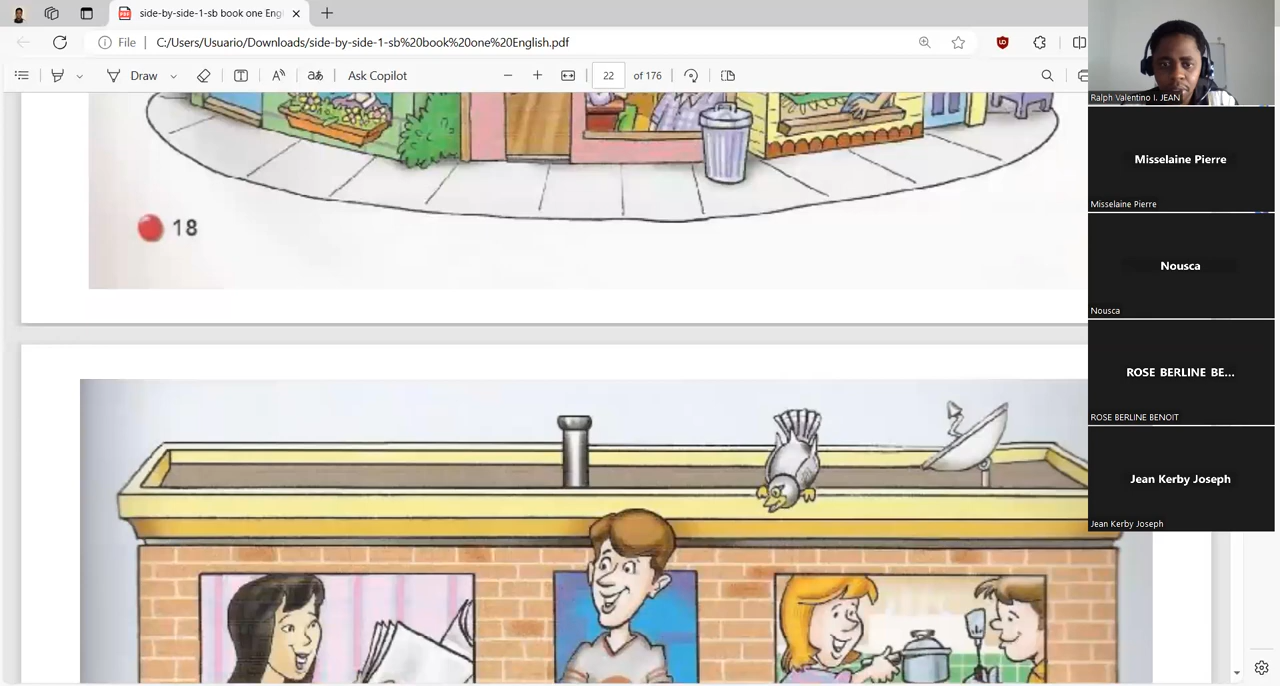 side-by-side-1-sb book one Engl
File
C:/Users/Usuario/Downloads/side-by-side-1-sb%20book%20one%20English.pdf
Draw
Ask Copilot
22
of 176
18
Ralph Valentino I. JEAN
Misselaine Pierre
Misselaine Pierre
Nousca
Nousca
ROSE BERLINE BE...
ROSE BERLINE BENOIT
Jean Kerby Joseph
Jean Kerby Joseph